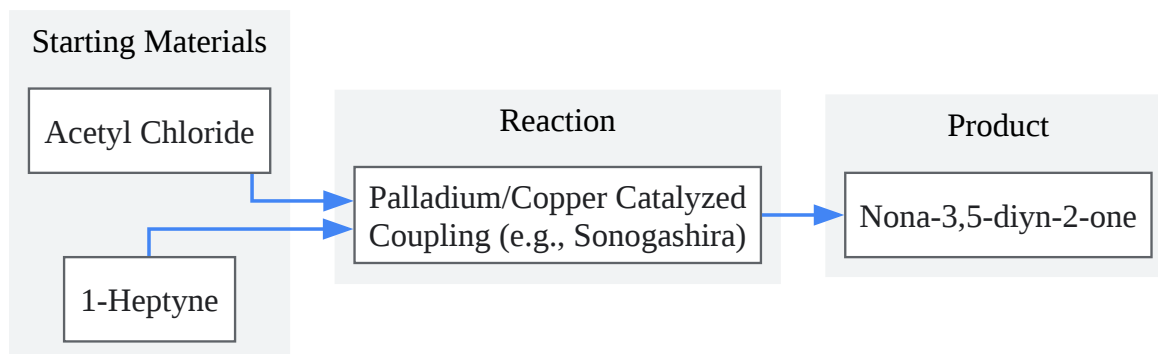 Starting Materials
Acetyl Chloride
1-Heptyne
Reaction
Palladium/Copper Catalyzed
Coupling (e.g., Sonogashira)
Product
Nona-3,5-diyn-2-one